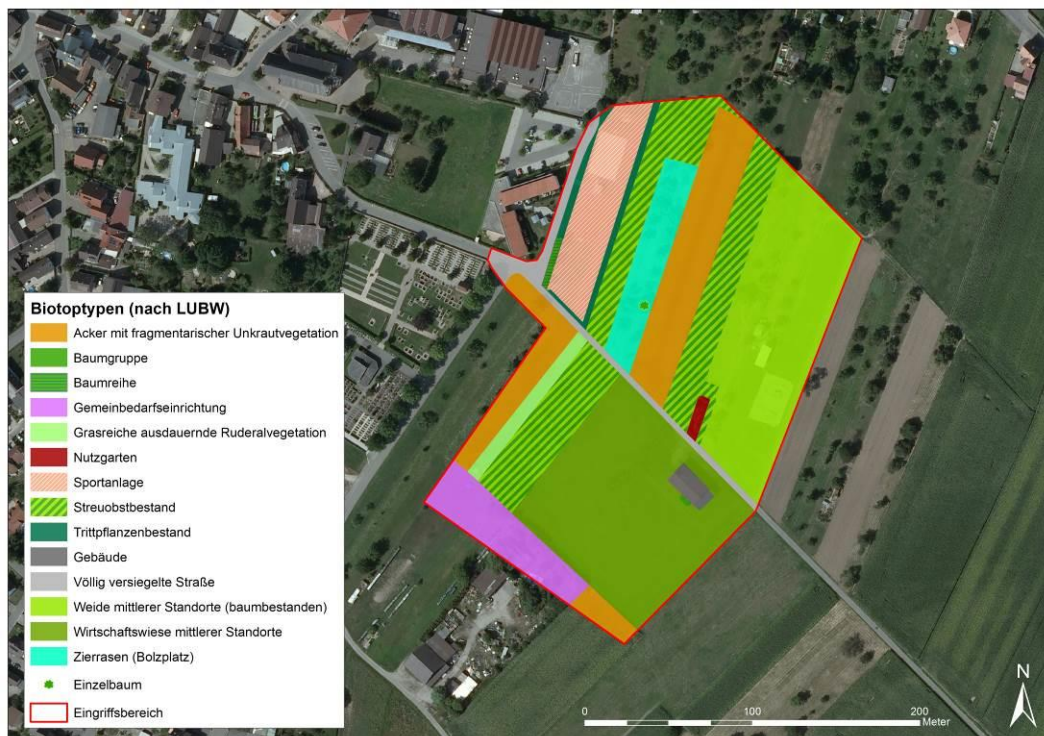 Biotoptypen (nach LUBW)
Acker mit fragmentarischer Unkrautvegetation
Baumgruppe
Baumreihe
Gemeinbedarfseinrichtung
Grasreiche ausdauernde Ruderalvegetation
Nutzgarten
Sportanlage
Streuobstbestand
Trittpflanzenbestand
Gebäude
Völlig versiegelte Straße
Weide mittlerer Standorte (baumbestanden)
Wirtschaftswiese mittlerer Standorte
Zierrasen (Bolzplatz)
Einzelbaum
Eingriffsbereich
N
0 100 200
Meter